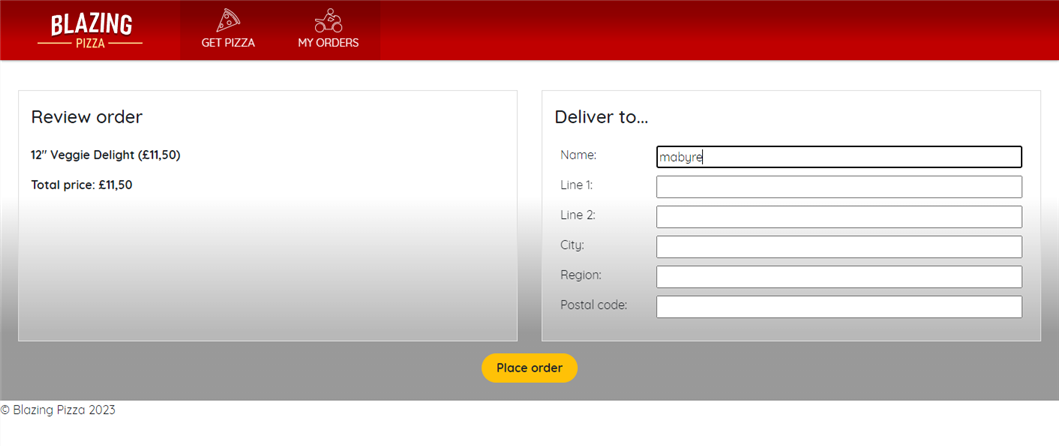 BLAZING
PIZZA
GET PIZZA
MY ORDERS
Review order
12" Veggie Delight (£11,50)
Total price: £11,50
Deliver to...
Name:
mabyre
Line 1:
Line 2:
City:
Region:
Postal code:
Place order
© Blazing Pizza 2023